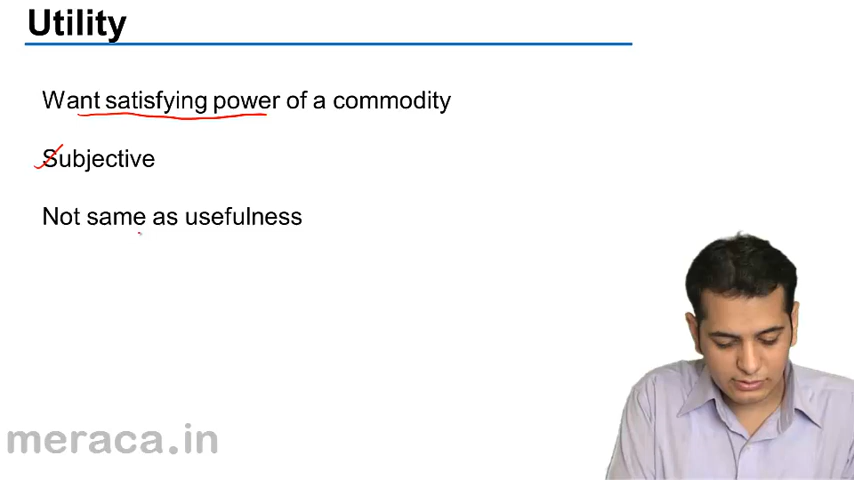 Utility
Want satisfying power of a commodity
Subjective
Not same as usefulness
meraca.in